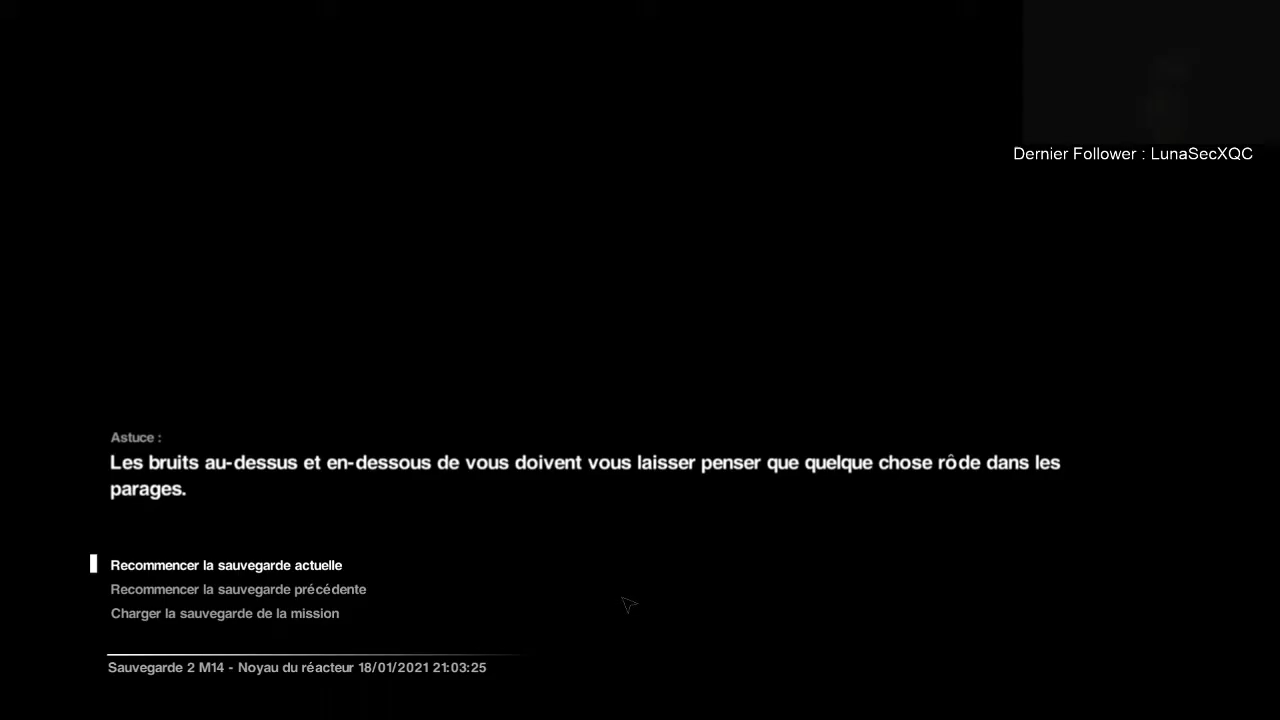 Dernier Follower : LunaSecXQC
Astuce :
Les bruits au-dessus et en-dessous de vous doivent vous laisser penser que quelque chose rôde dans les
parages.
Recommencer la sauvegarde actuelle
Recommencer la sauvegarde précédente
Charger la sauvegarde de la mission
Sauvegarde 2 M14 - Noyau du réacteur 18/01/2021 21:03:25